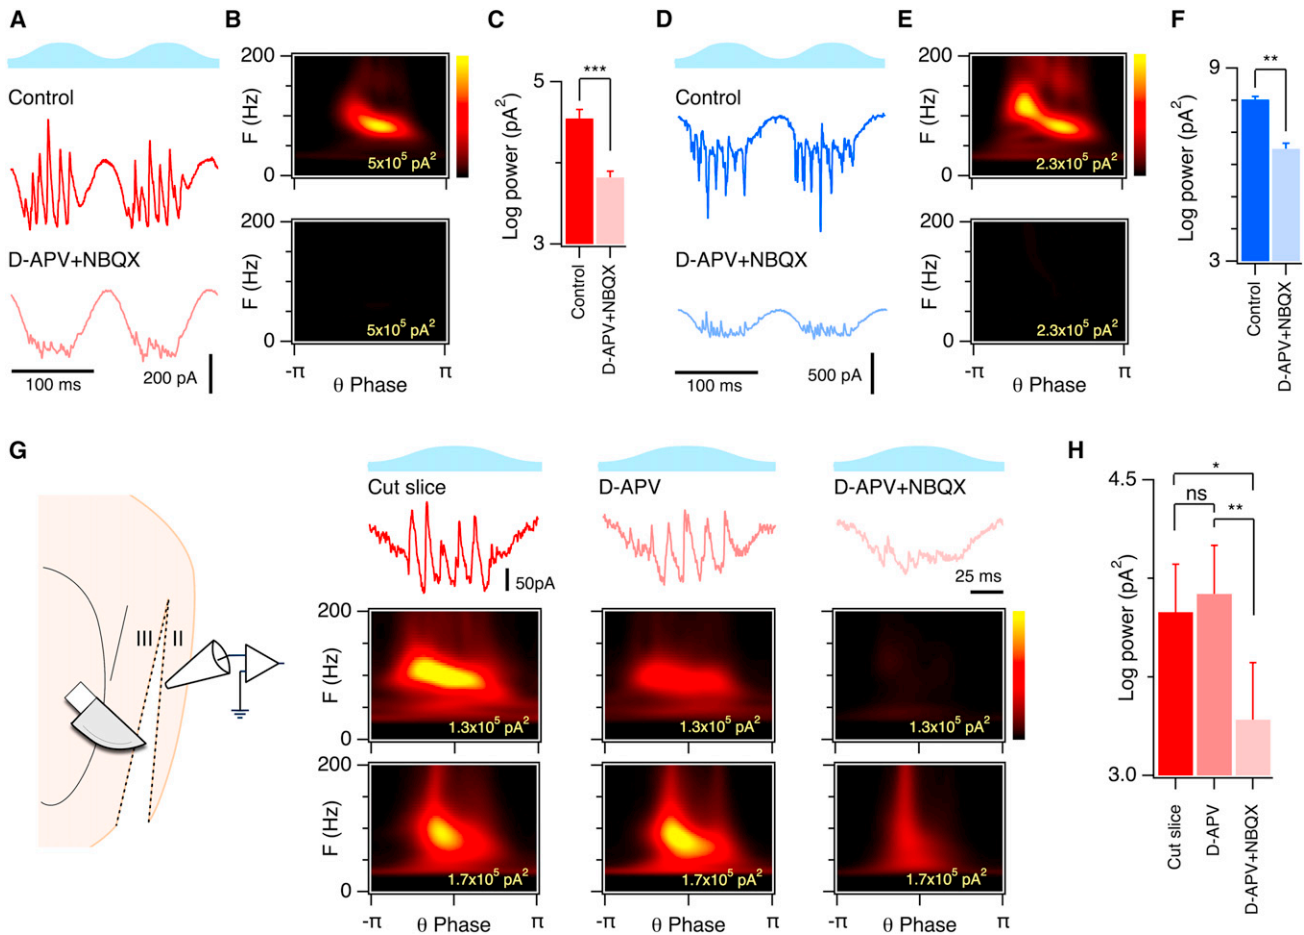 A
Control
D-APV+NBQX
100 ms
200 pA
B
200
F (Hz)
0
5x10⁵ pA²
200
F (Hz)
0
5x10⁵ pA²
-π
π
θ Phase
C
***
5
Log power (pA²)
3
Control
D-APV+NBQX
D
Control
D-APV+NBQX
100 ms
500 pA
E
200
F (Hz)
0
2.3x10⁵ pA²
200
F (Hz)
0
2.3x10⁵ pA²
-π
π
θ Phase
F
**
9
Log power (pA²)
3
Control
D-APV+NBQX
G
III
II
Cut slice
D-APV
D-APV+NBQX
50pA
25 ms
200
F (Hz)
0
1.3x10⁵ pA²
1.3x10⁵ pA²
1.3x10⁵ pA²
200
F (Hz)
0
1.7x10⁵ pA²
1.7x10⁵ pA²
1.7x10⁵ pA²
-π
θ Phase
π
-π
θ Phase
π
-π
θ Phase
π
H
*
ns
**
4.5
Log power (pA²)
3.0
Cut slice
D-APV
D-APV+NBQX